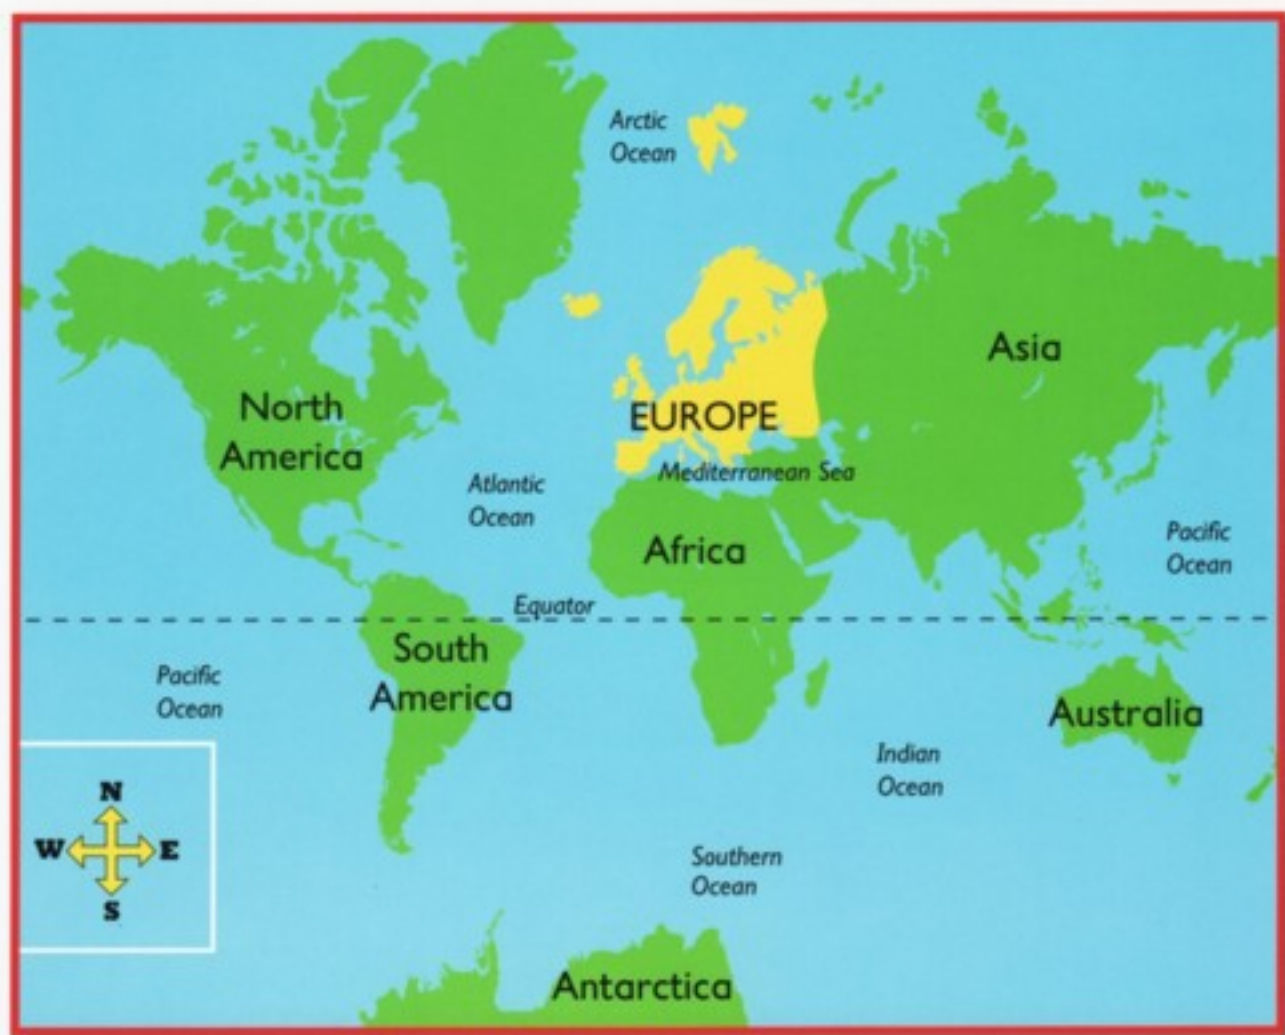 Arctic
Ocean
Asia
North
America
EUROPE
Mediterranean Sea
Atlantic
Ocean
Pacific
Ocean
Africa
Equator
South
America
Pacific
Ocean
Australia
Indian
Ocean
N
W
E
S
Southern
Ocean
Antarctica